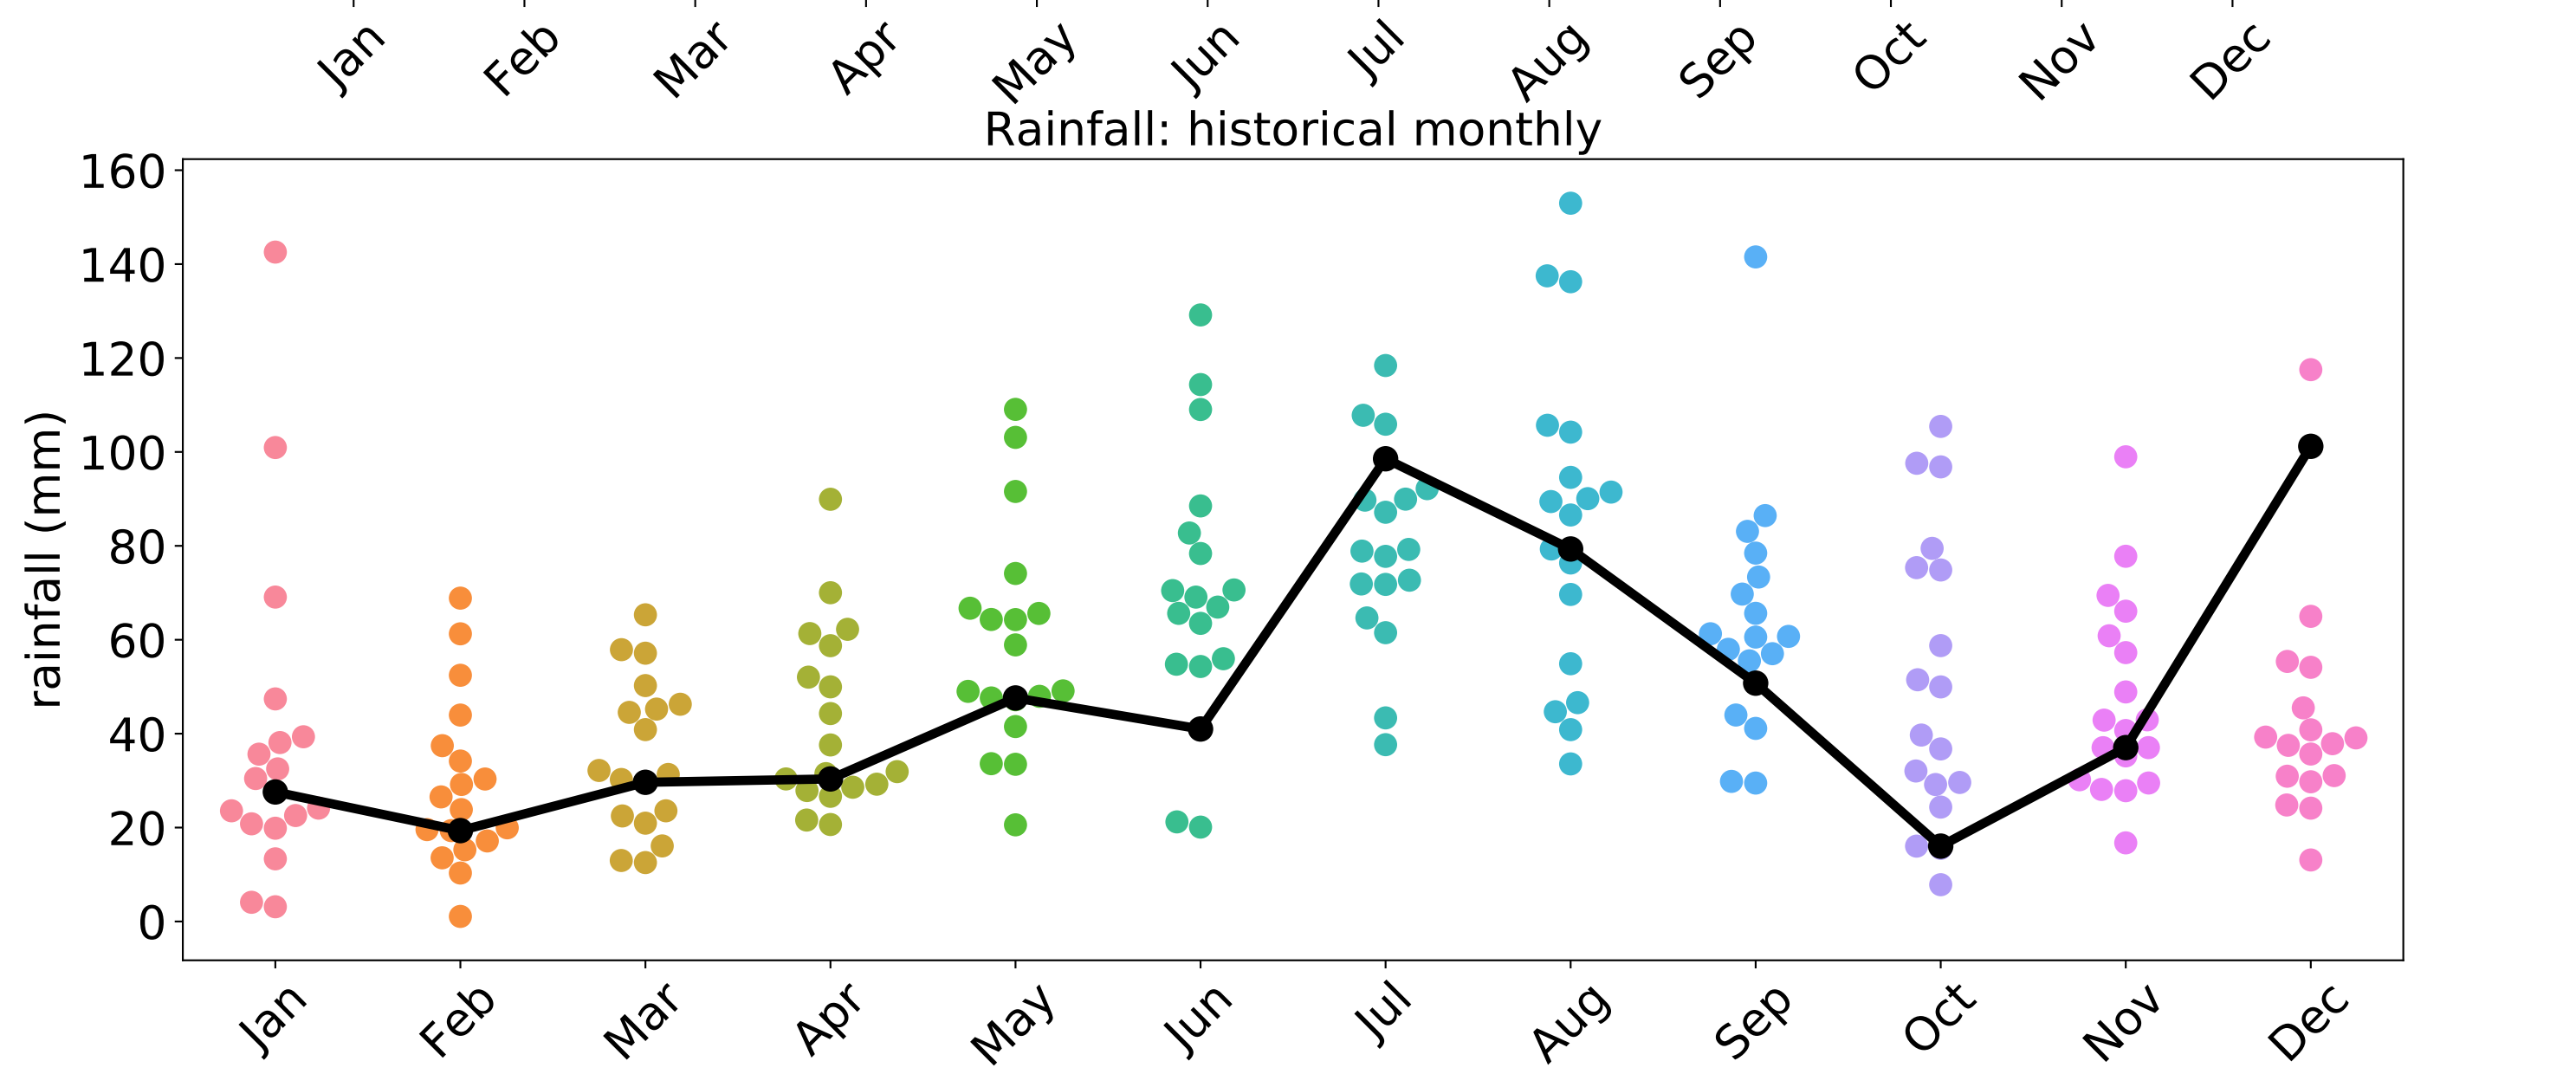 Jan Feb Mar Apr May Jun Jul Aug Sep Oct Nov Dec
Rainfall: historical monthly
160
140
120
100
80
60
40
20
0
rainfall (mm)
Jan Feb Mar Apr May Jun Jul Aug Sep Oct Nov Dec